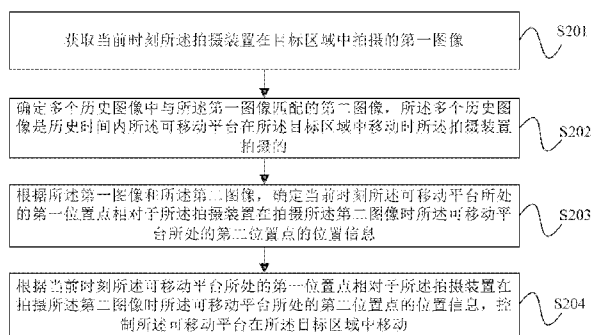 获取当前时刻所述拍摄装置在目标区域中拍摄的第一图像
S201
确定多个历史图像中与所述第一图像匹配的第二图像，所述多个历史图
像是历史时间内所述可移动平台在所述目标区域中移动时所述拍摄装置
拍摄的
S202
根据所述第一图像和所述第二图像，确定当前时刻所述可移动平台所处
的第一位置点相对于所述拍摄装置在拍摄所述第二图像时所述可移动平
台所处的第二位置点的位置信息
S203
根据当前时刻所述可移动平台所处的第一位置点相对于所述拍摄装置在
拍摄所述第二图像时所述可移动平台所处的第二位置点的位置信息，控
制所述可移动平台在所述目标区域中移动
S204